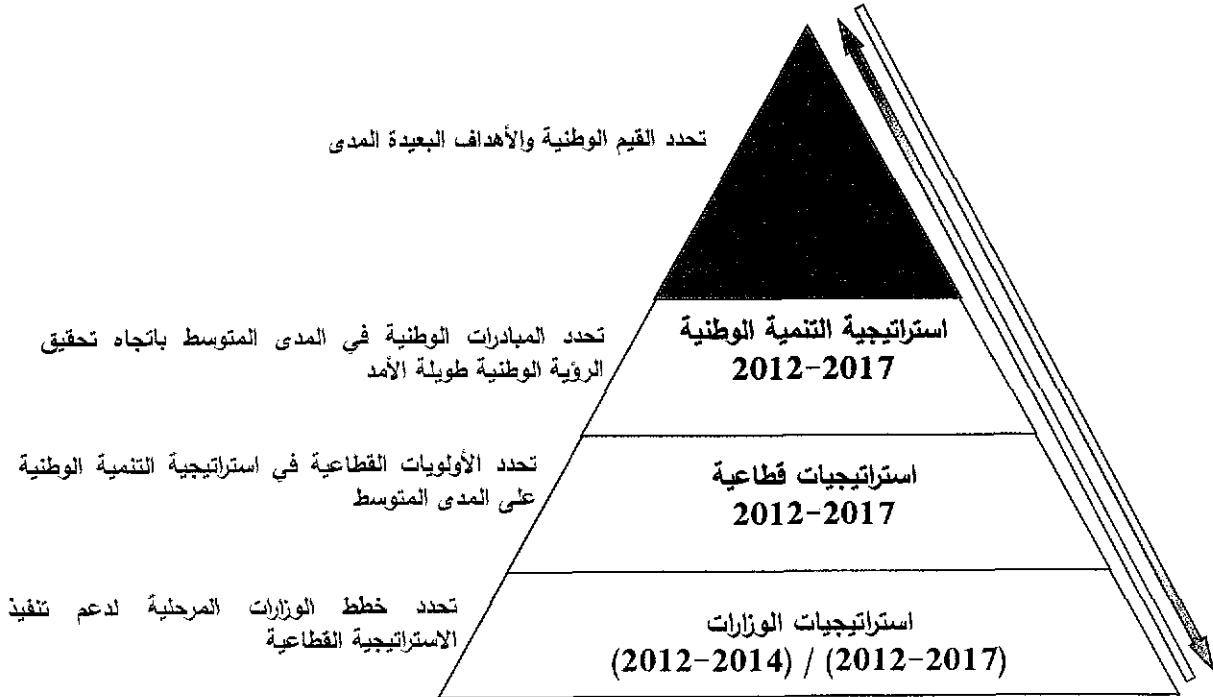 تحدد القيم الوطنية والأهداف البعيدة المدى
استراتيجية التنمية الوطنية
2012-2017
تحدد المبادرات الوطنية في المدى المتوسط باتجاه تحقيق
الرؤية الوطنية طويلة الأمد
استراتيجيات قطاعية
2012-2017
تحدد الأولويات القطاعية في استراتيجية التنمية الوطنية
على المدى المتوسط
استراتيجيات الوزارات
(2012-2014) / (2012-2017)
تحدد خطط الوزارات المرحلية لدعم تنفيذ
الاستراتيجية القطاعية